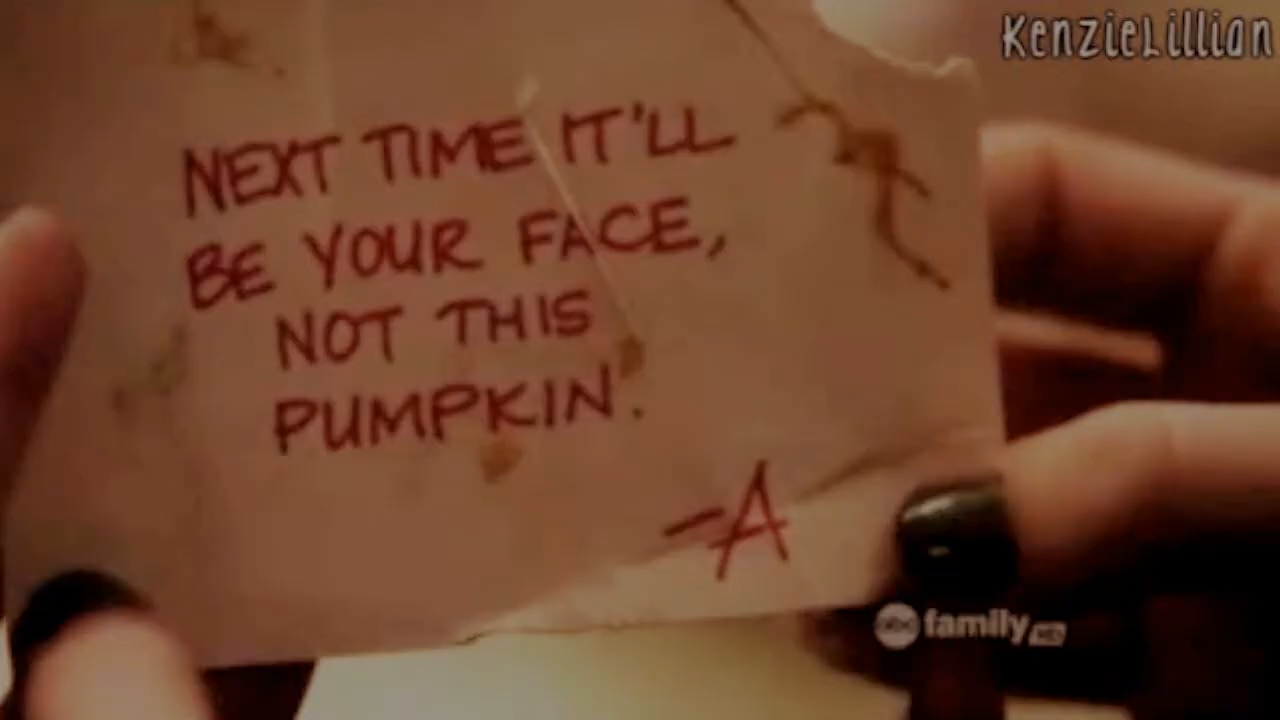 KenzieLillian
NEXT TIME IT'LL
BE YOUR FACE,
NOT THIS
PUMPKIN.
-A
abc family HD